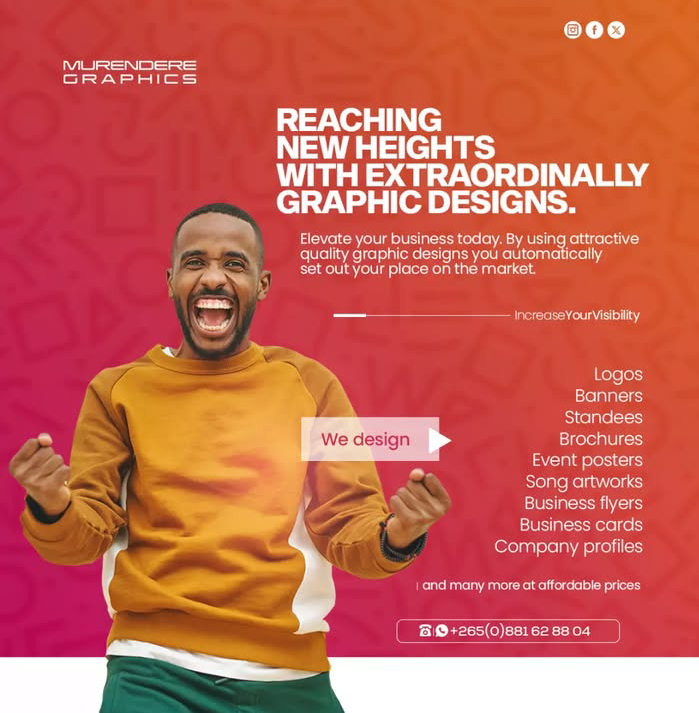 MURENDERE
GRAPHICS
REACHING
NEW HEIGHTS
WITH EXTRAORDINALLY
GRAPHIC DESIGNS.
Elevate your business today. By using attractive
quality graphic designs you automatically
set out your place on the market.
IncreaseYourVisibility
We design
Logos
Banners
Standees
Brochures
Event posters
Song artworks
Business flyers
Business cards
Company profiles
and many more at affordable prices
+265(0)881 62 88 04